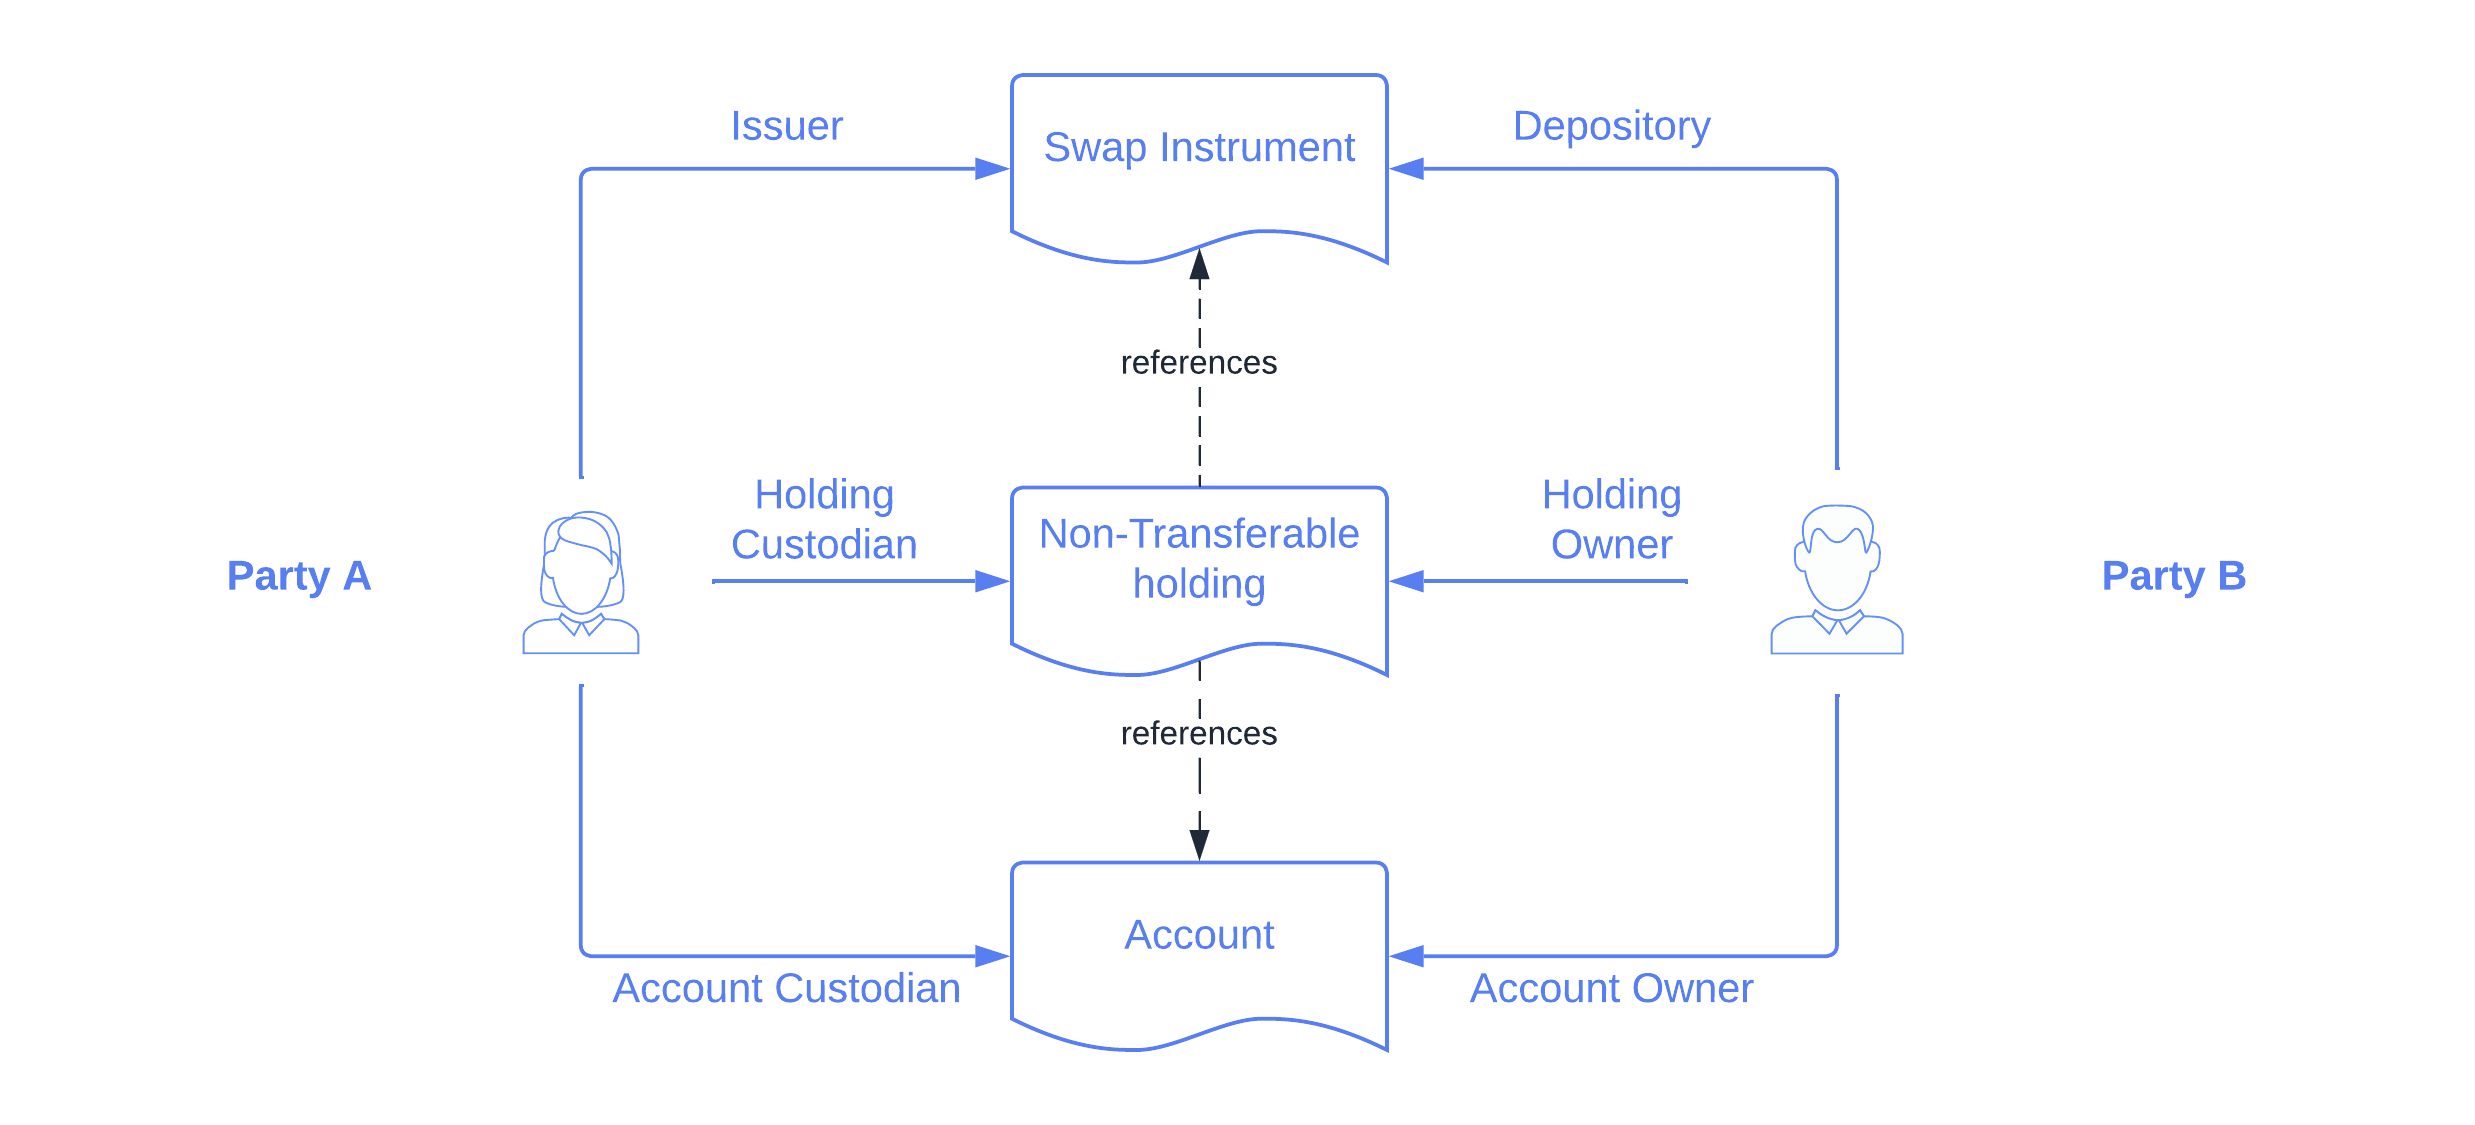 Issuer
Swap Instrument
Depository
references
Holding
Custodian
Non-Transferable
holding
Holding
Owner
Party A
Party B
references
Account
Account Custodian
Account Owner